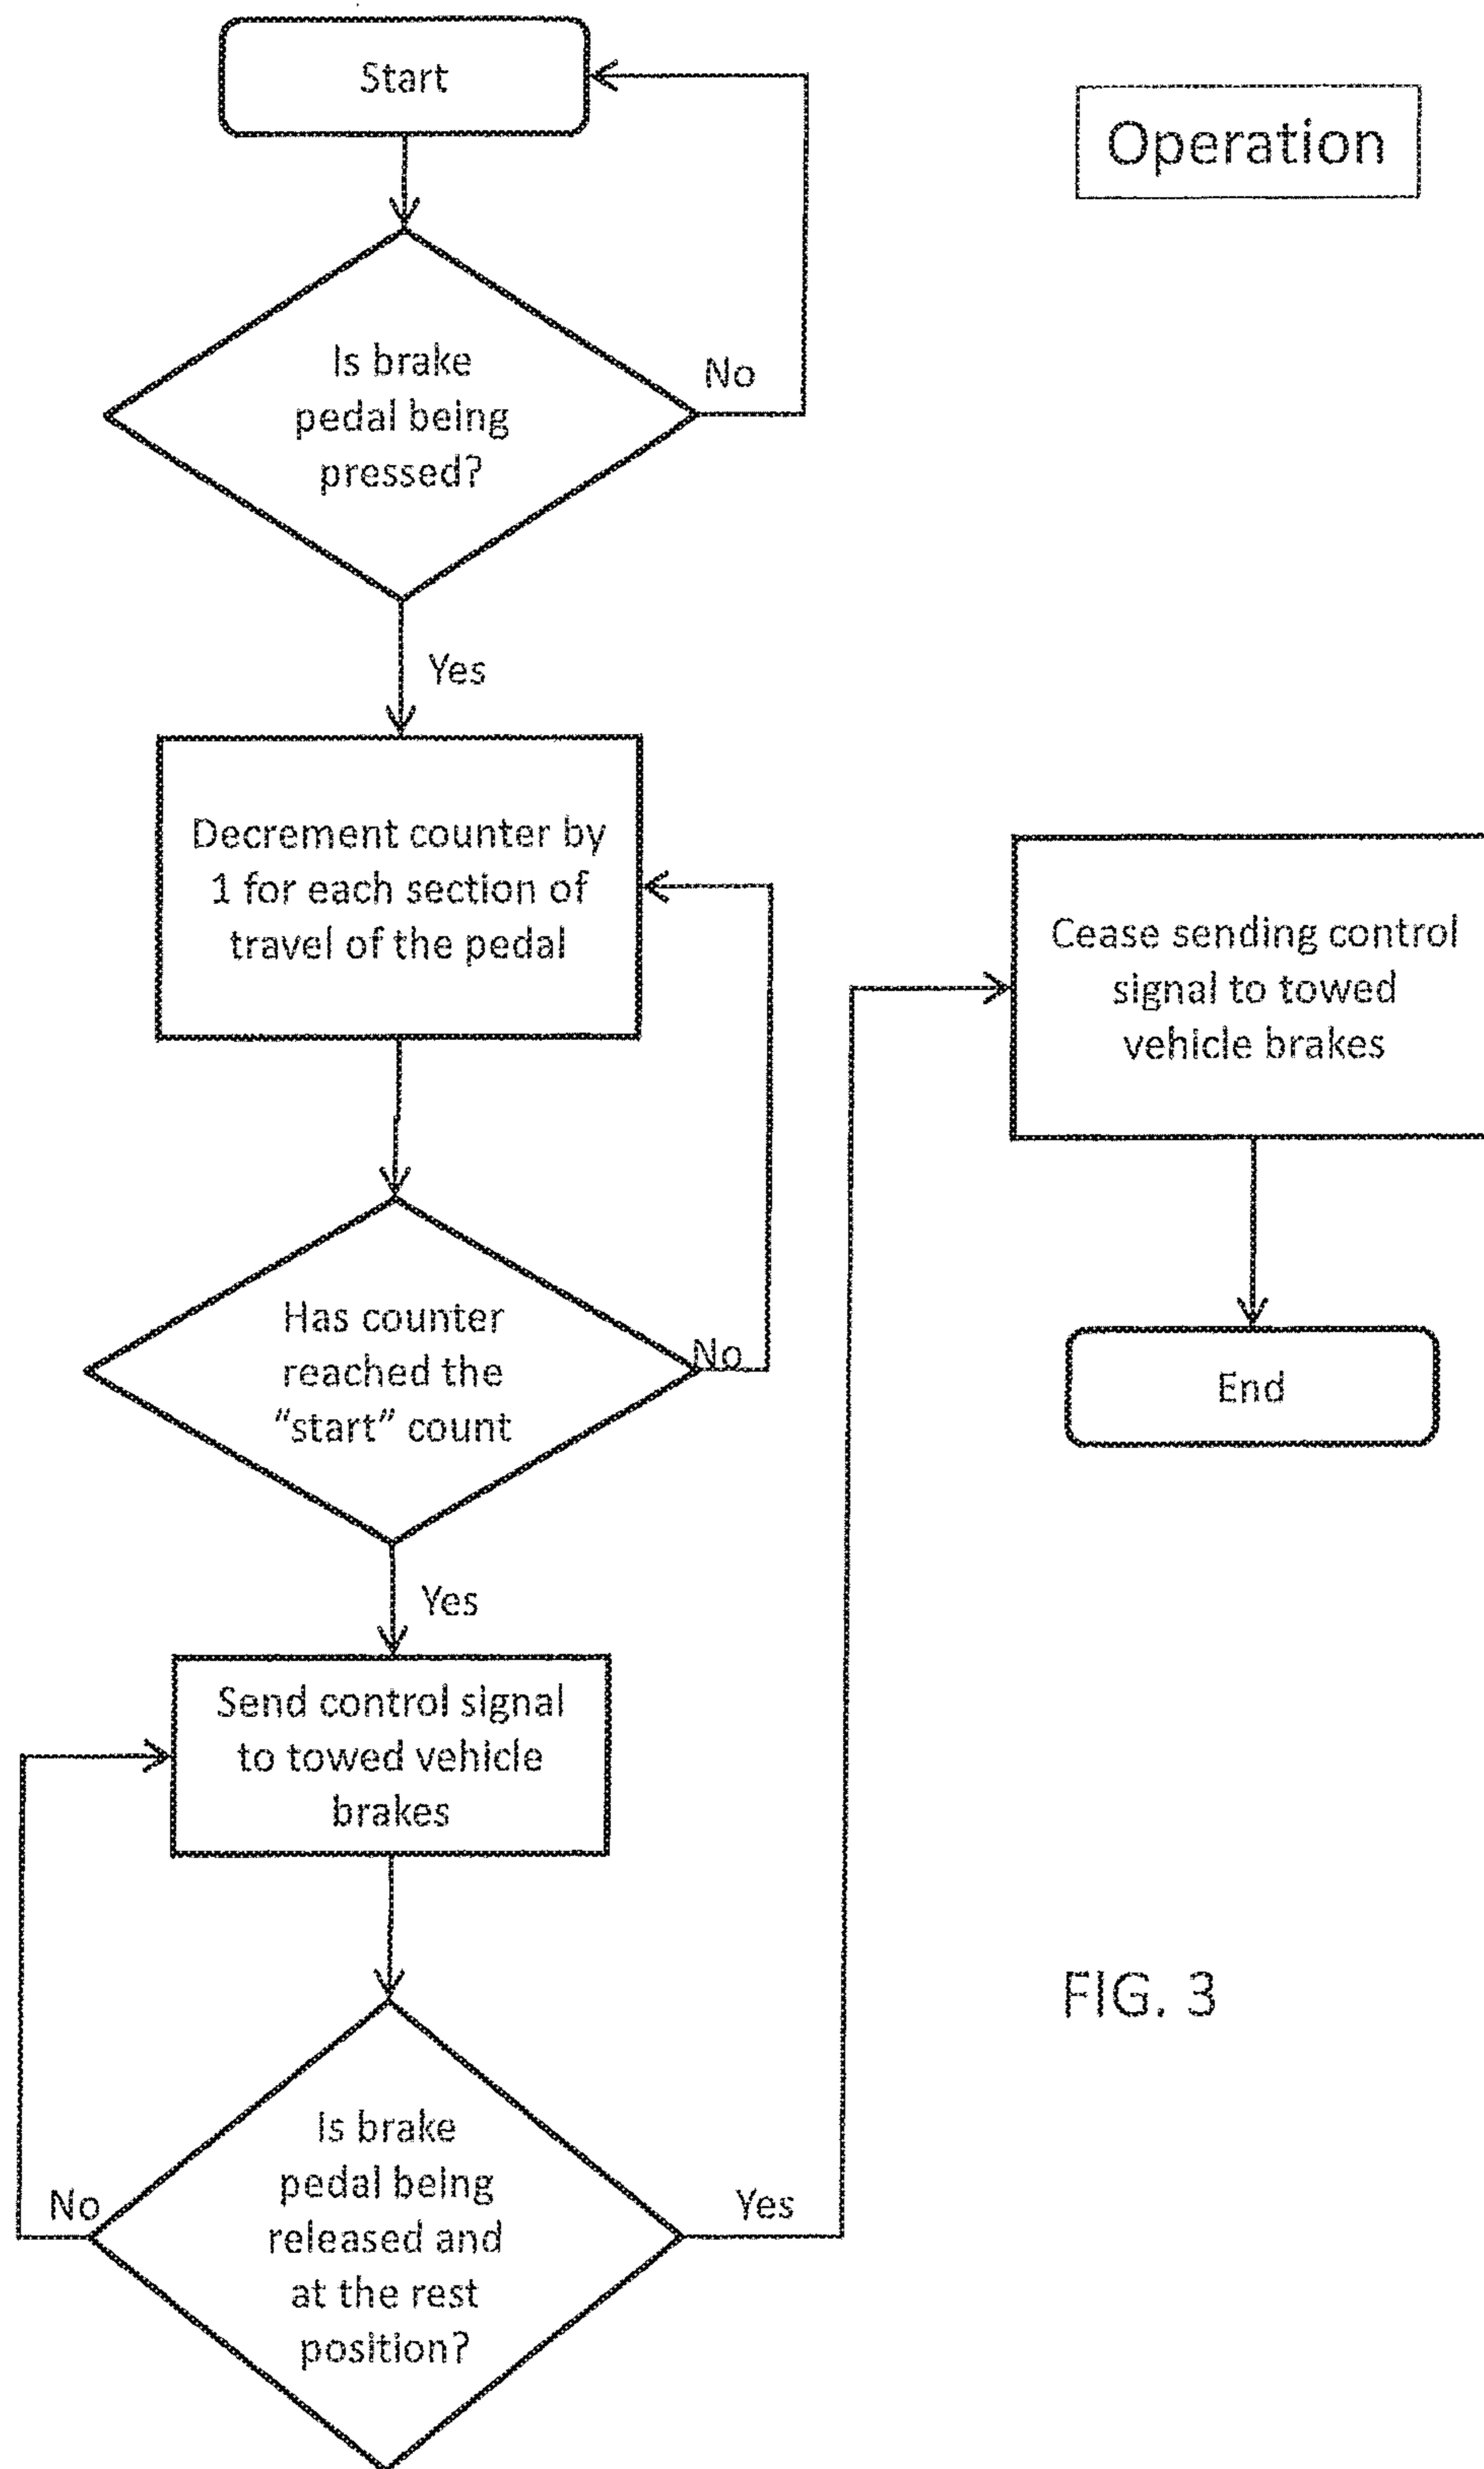 Start
Operation
Is brake
pedal being
pressed?
No
Yes
Decrement counter by
1 for each section of
travel of the pedal
Has counter
reached the
"start" count
No
Yes
Send control signal
to towed vehicle
brakes
Is brake
pedal being
released and
at the rest
position?
No
Yes
Cease sending control
signal to towed
vehicle brakes
End
FIG. 3